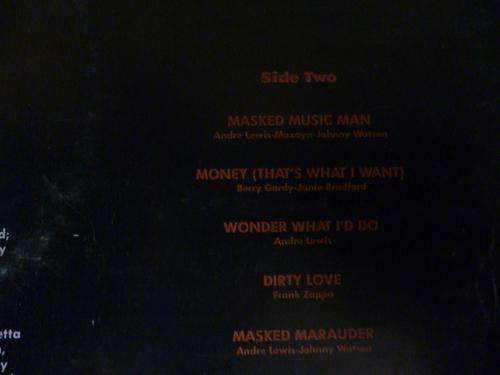 Side Two
MASKED MUSIC MAN
Andre Lewis-Maxayn-Johnny Watson
MONEY (THAT'S WHAT I WANT)
Berry Gordy-Janie Bradford
WONDER WHAT I'D DO
Andre Lewis
d;
y
DIRTY LOVE
Frank Zappa
MASKED MARAUDER
Andre Lewis-Johnny Watson
etta
y